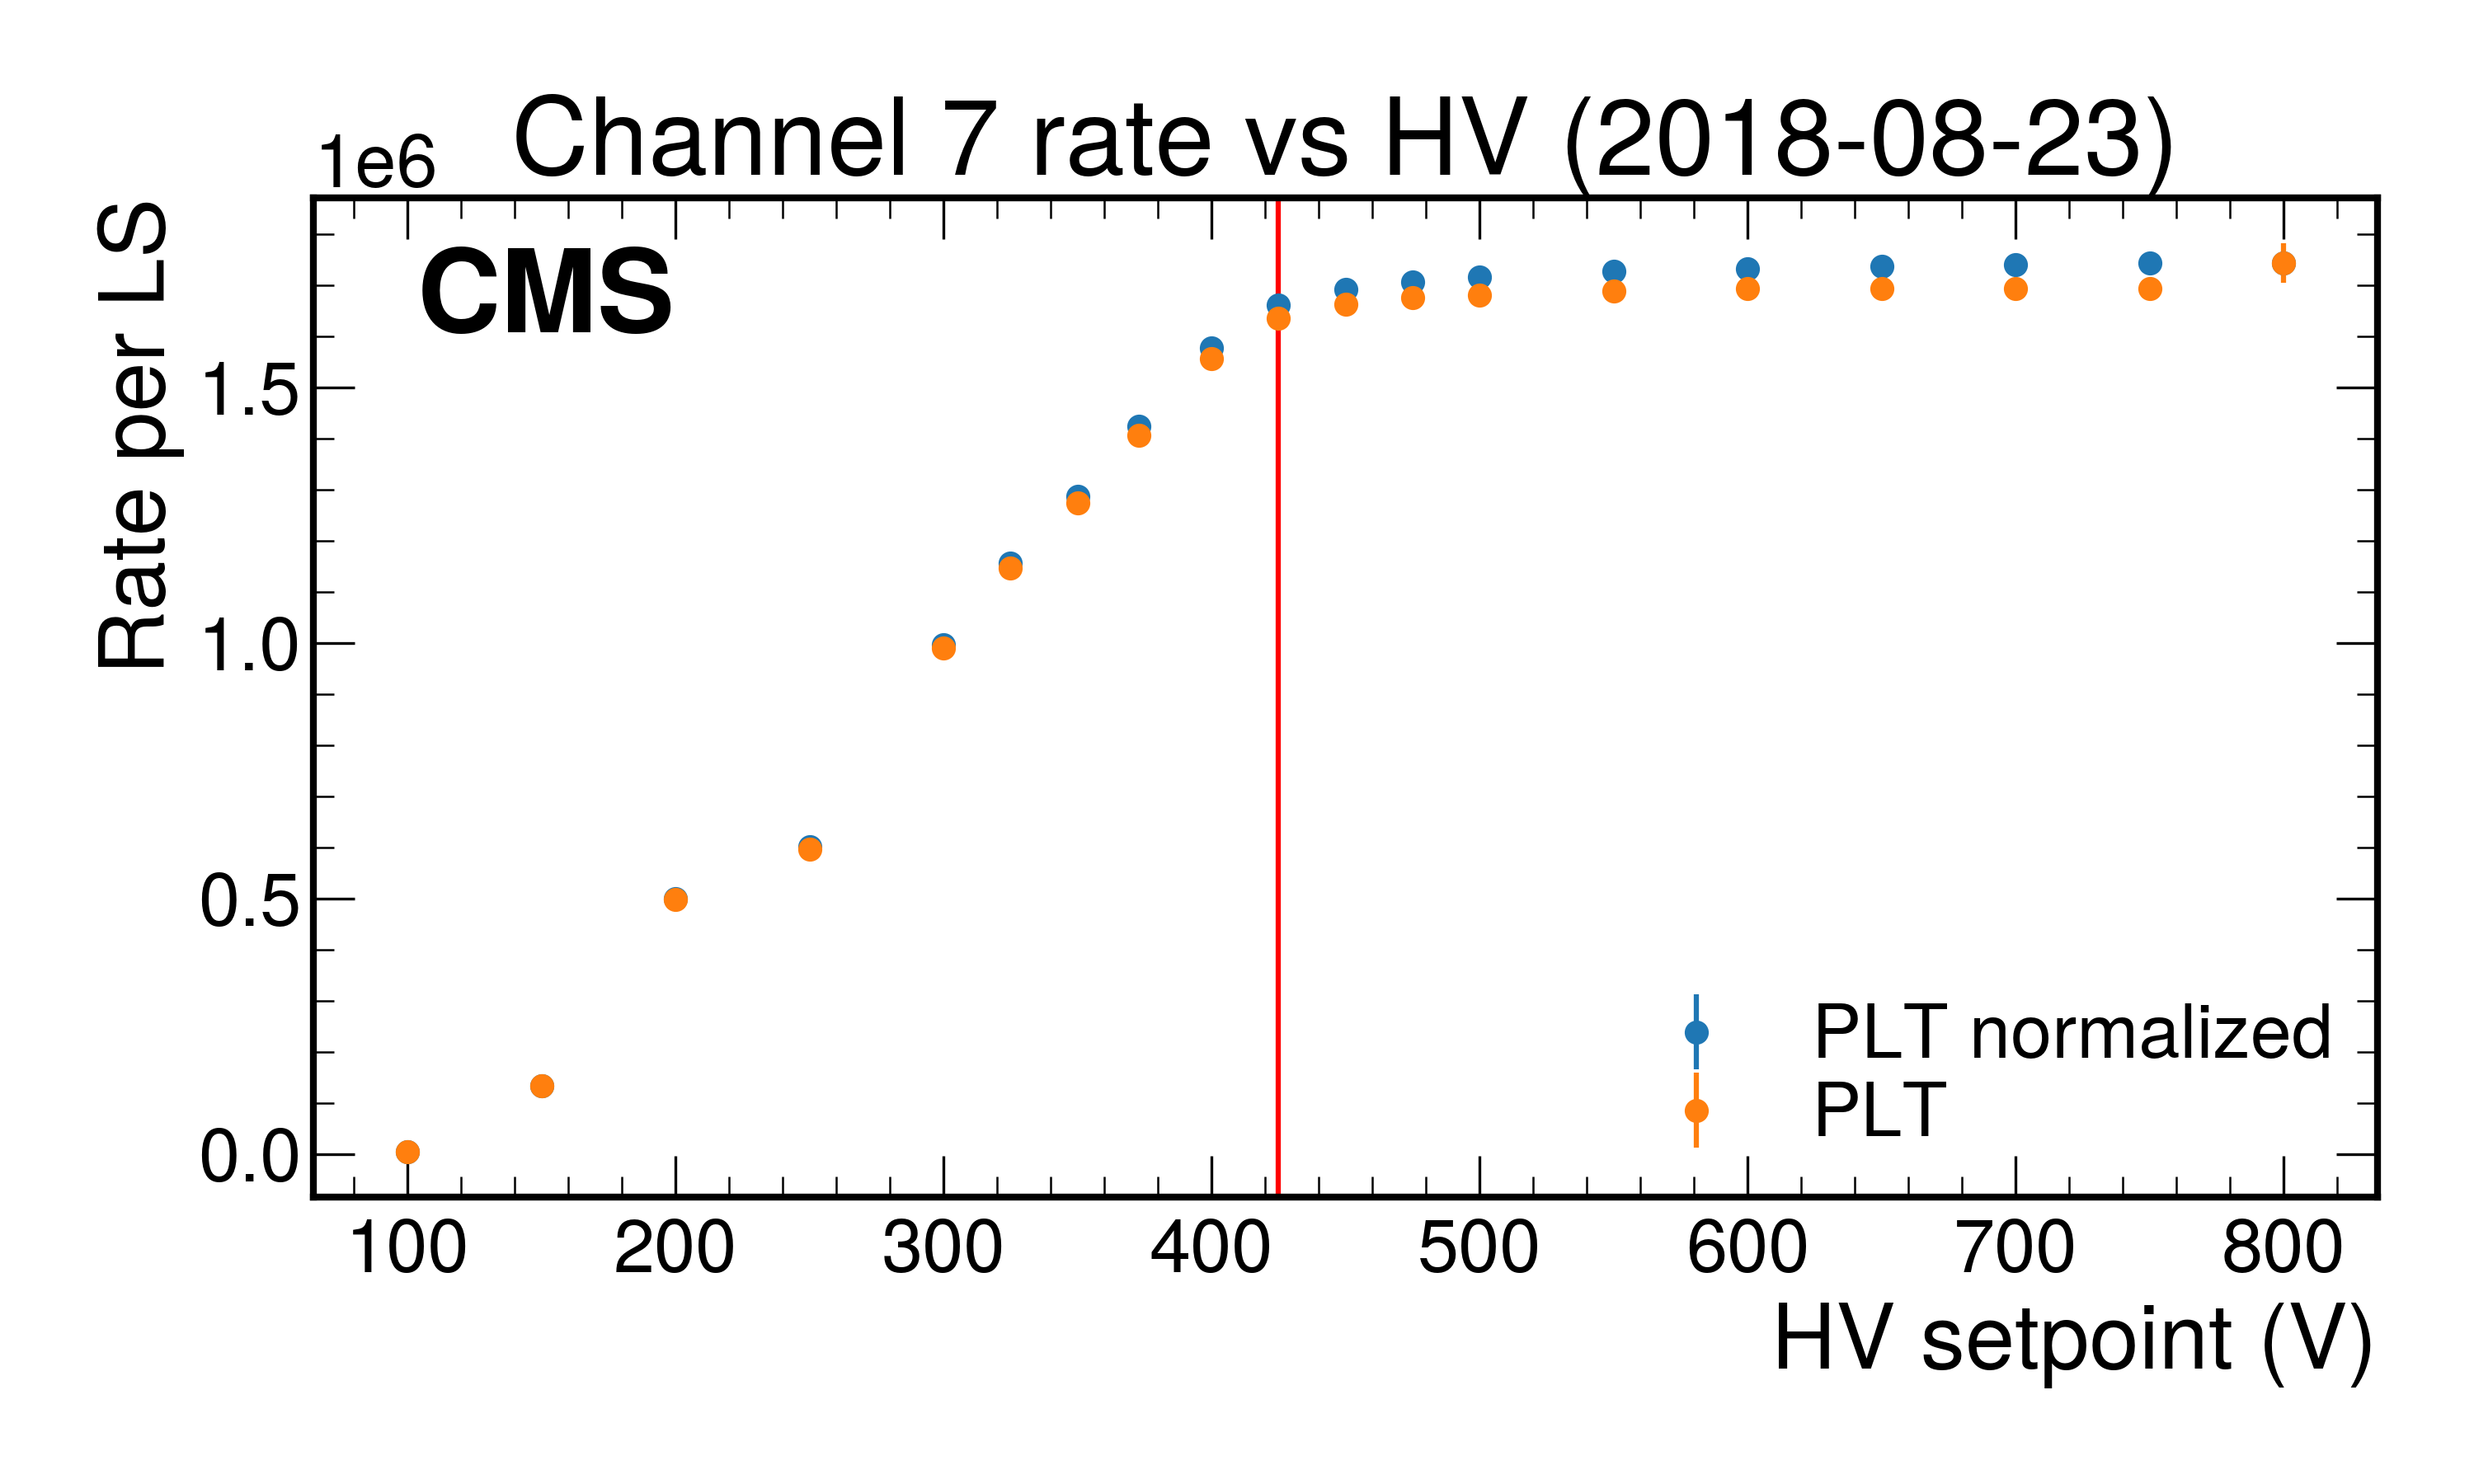 Channel 7 rate vs HV (2018-08-23)
1e6
CMS
Rate per LS
1.5
1.0
0.5
0.0
PLT normalized
PLT
100 200 300 400 500 600 700 800
HV setpoint (V)